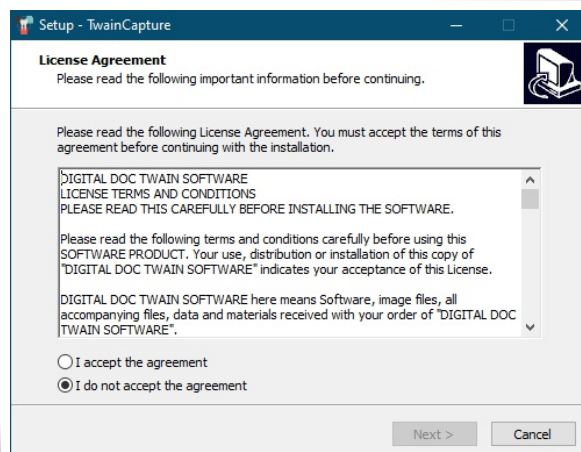 Setup - TwainCapture
License Agreement
Please read the following important information before continuing.
Please read the following License Agreement. You must accept the terms of this
agreement before continuing with the installation.
DIGITAL DOC TWAIN SOFTWARE
LICENSE TERMS AND CONDITIONS
PLEASE READ THIS CAREFULLY BEFORE INSTALLING THE SOFTWARE.
Please read the following terms and conditions carefully before using this
SOFTWARE PRODUCT. Your use, distribution or installation of this copy of
"DIGITAL DOC TWAIN SOFTWARE" indicates your acceptance of this License.
DIGITAL DOC TWAIN SOFTWARE here means Software, image files, all
accompanying files, data and materials received with your order of "DIGITAL DOC
TWAIN SOFTWARE".
I accept the agreement
I do not accept the agreement
Next >
Cancel